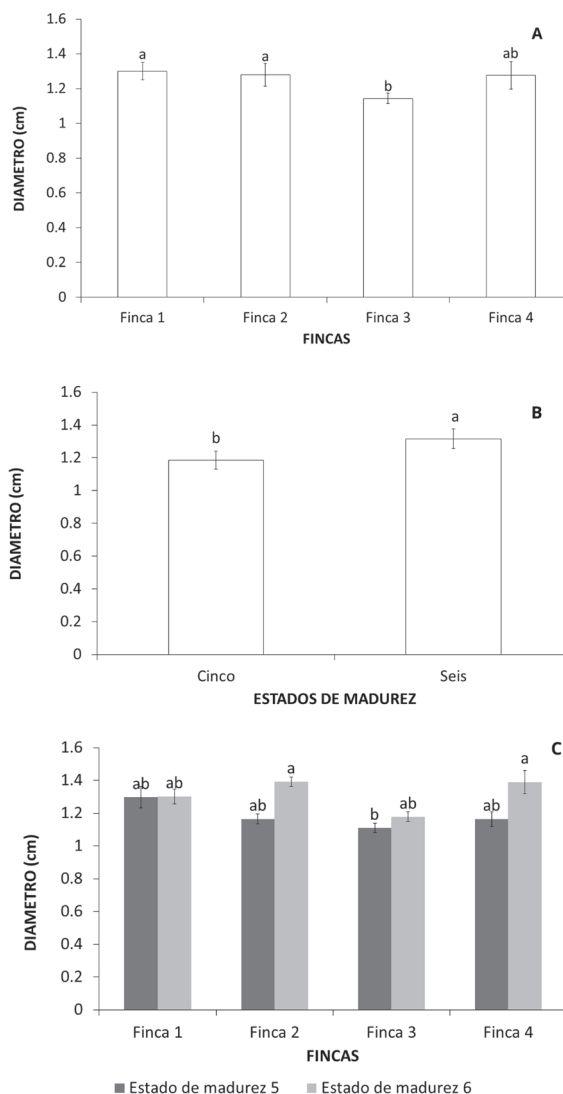 A
DIAMETRO (cm)
1.6
1.4
1.2
1
0.8
0.6
0.4
0.2
0
a
a
b
ab
Finca 1 Finca 2 Finca 3 Finca 4
FINCAS
B
DIAMETRO (cm)
1.6
1.4
1.2
1
0.8
0.6
0.4
0.2
0
b
a
Cinco Seis
ESTADOS DE MADUREZ
C
DIAMETRO (cm)
1.6
1.4
1.2
1
0.8
0.6
0.4
0.2
0
ab ab ab a b ab ab a
Finca 1 Finca 2 Finca 3 Finca 4
FINCAS
Estado de madurez 5 Estado de madurez 6